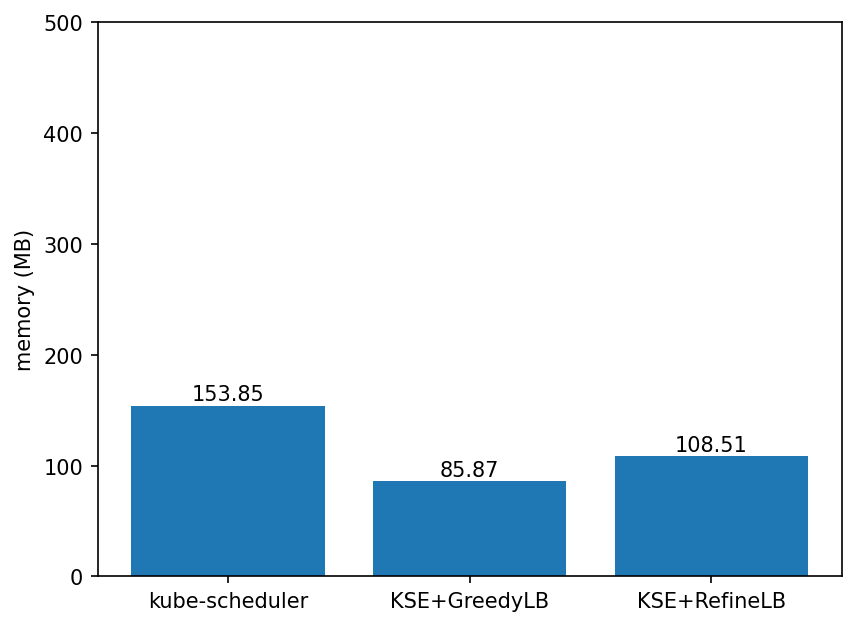 500
400
300
200
100
0
memory (MB)
153.85
85.87
108.51
kube-scheduler
KSE+GreedyLB
KSE+RefineLB